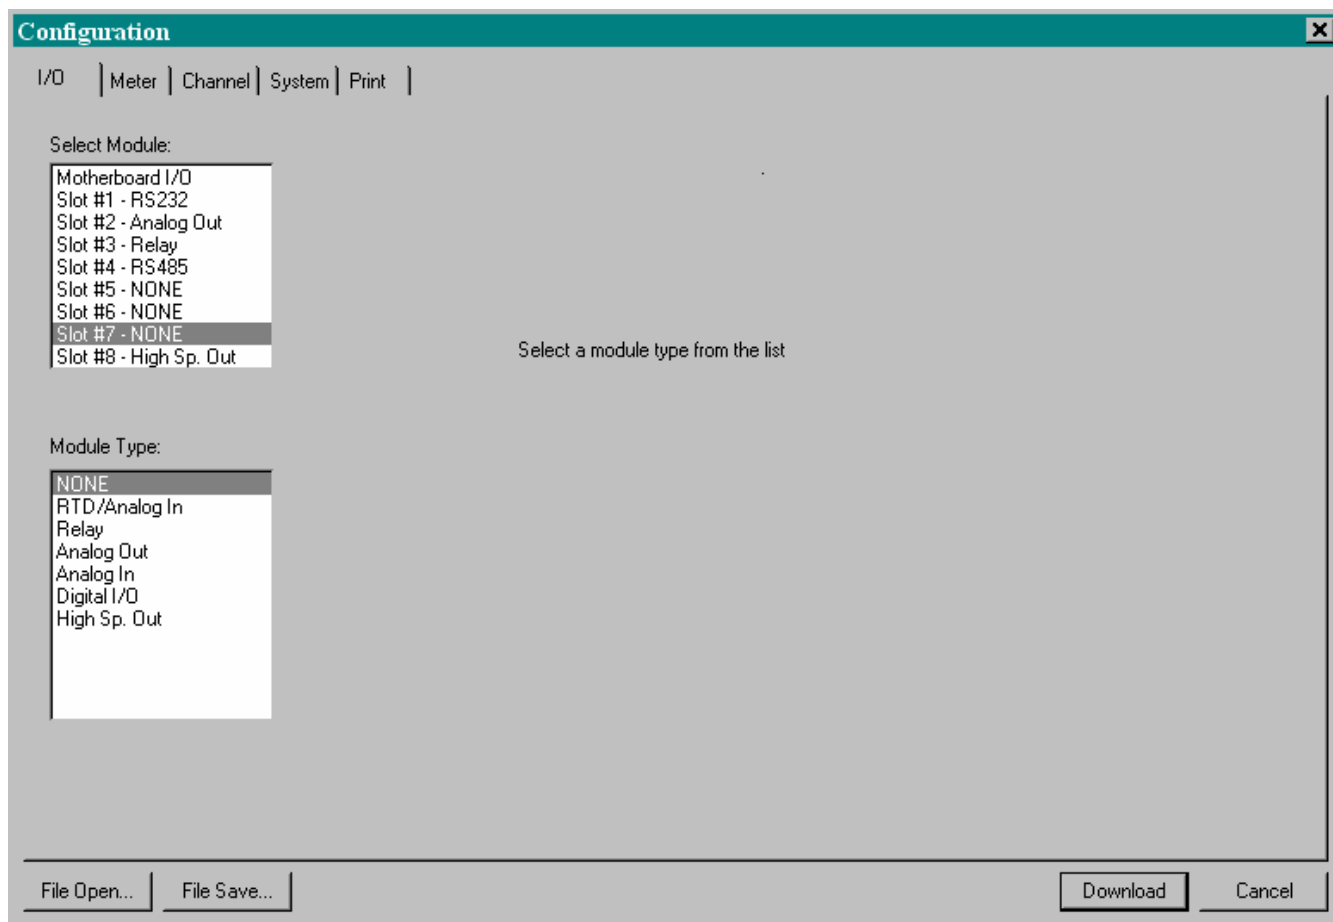 Configuration
I/O Meter Channel System Print
Select Module:
Motherboard I/O
Slot #1 - RS232
Slot #2 - Analog Out
Slot #3 - Relay
Slot #4 - RS485
Slot #5 - NONE
Slot #6 - NONE
Slot #7 - NONE
Slot #8 - High Sp. Out
Select a module type from the list
Module Type:
NONE
RTD/Analog In
Relay
Analog Out
Analog In
Digital I/O
High Sp. Out
File Open... File Save... Download Cancel